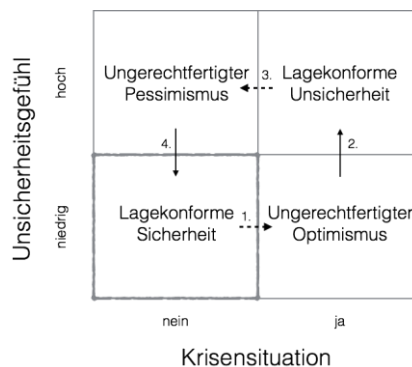 Unsicherheitsgefühl
hoch
niedrig
Ungerechtfertigter
Pessimismus
3.
Lagekonforme
Unsicherheit
4.
2.
Lagekonforme
Sicherheit
1.
Ungerechtfertigter
Optimismus
nein
ja
Krisensituation